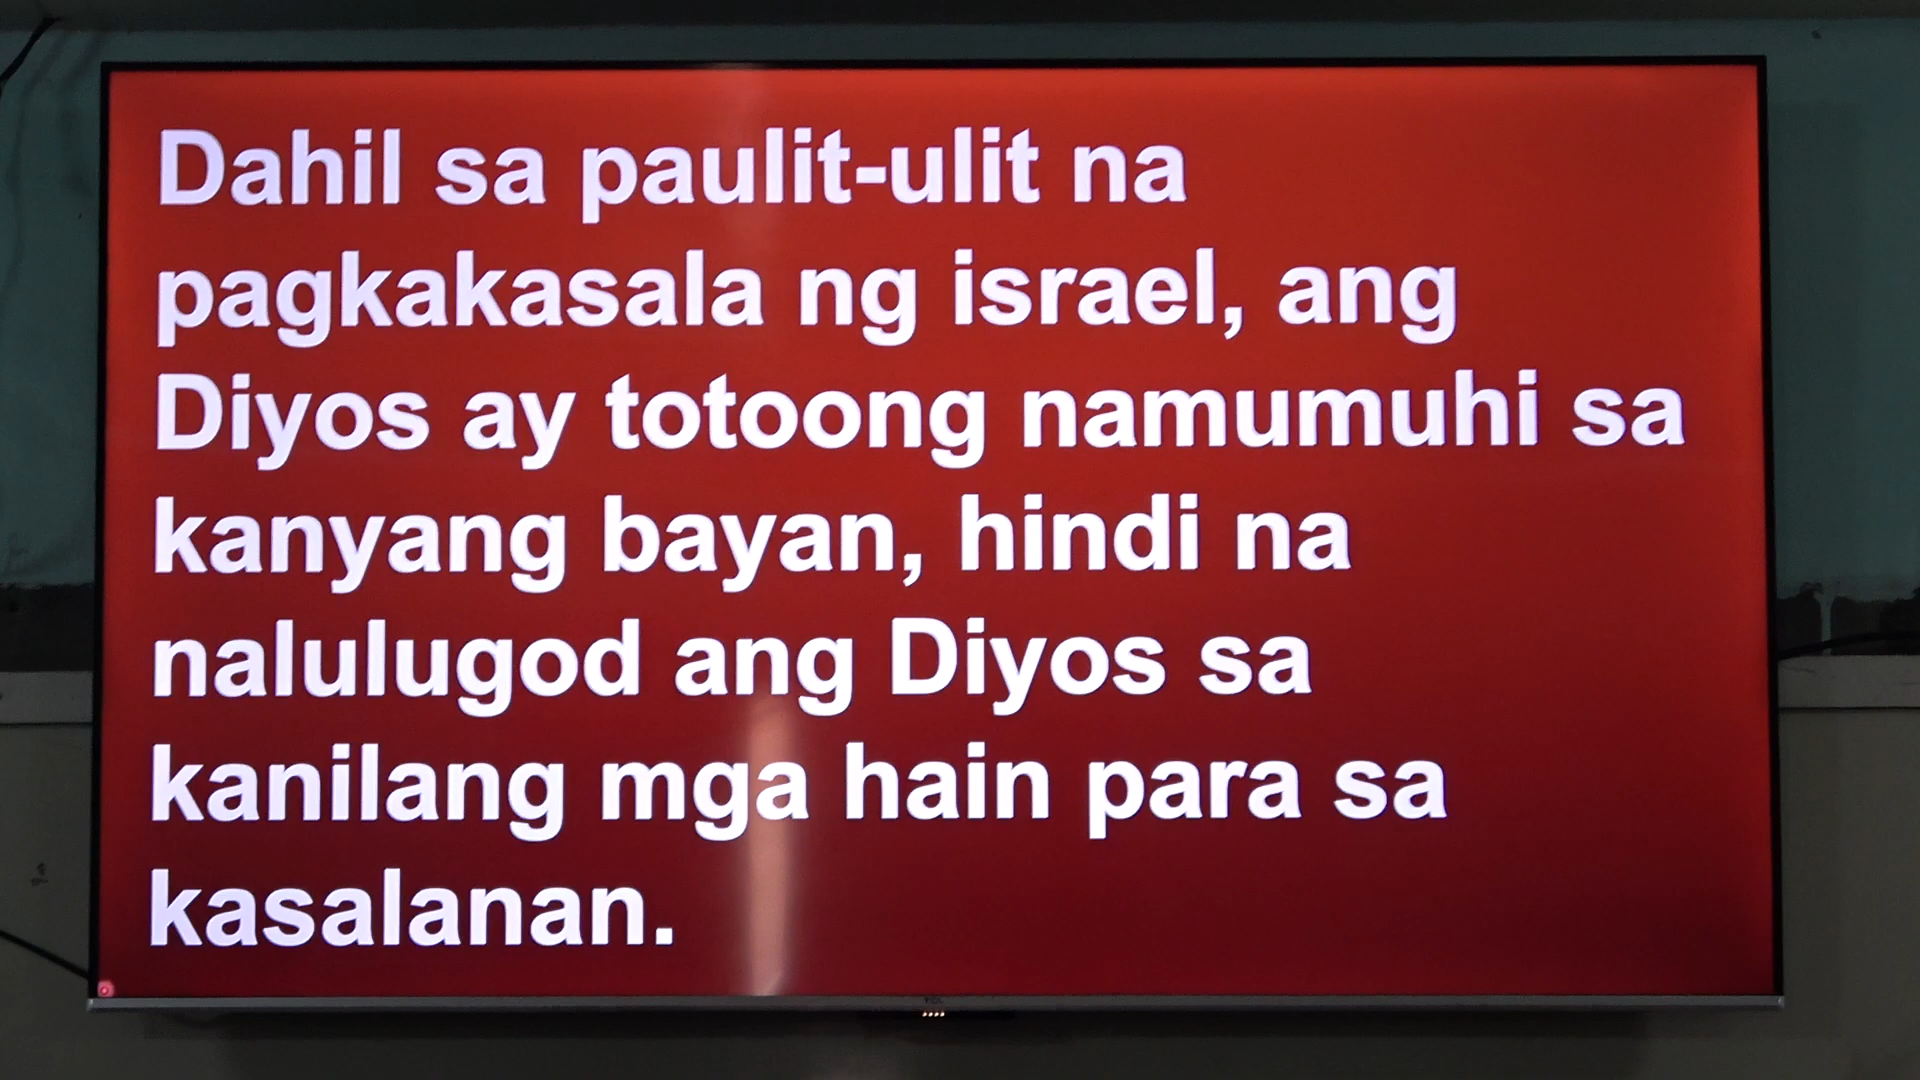 Dahil sa paulit-ulit na
pagkakasala ng israel, ang
Diyos ay totoong namumuhi sa
kanyang bayan, hindi na
nalulugod ang Diyos sa
kanilang mga hain para sa
kasalanan.
TCL